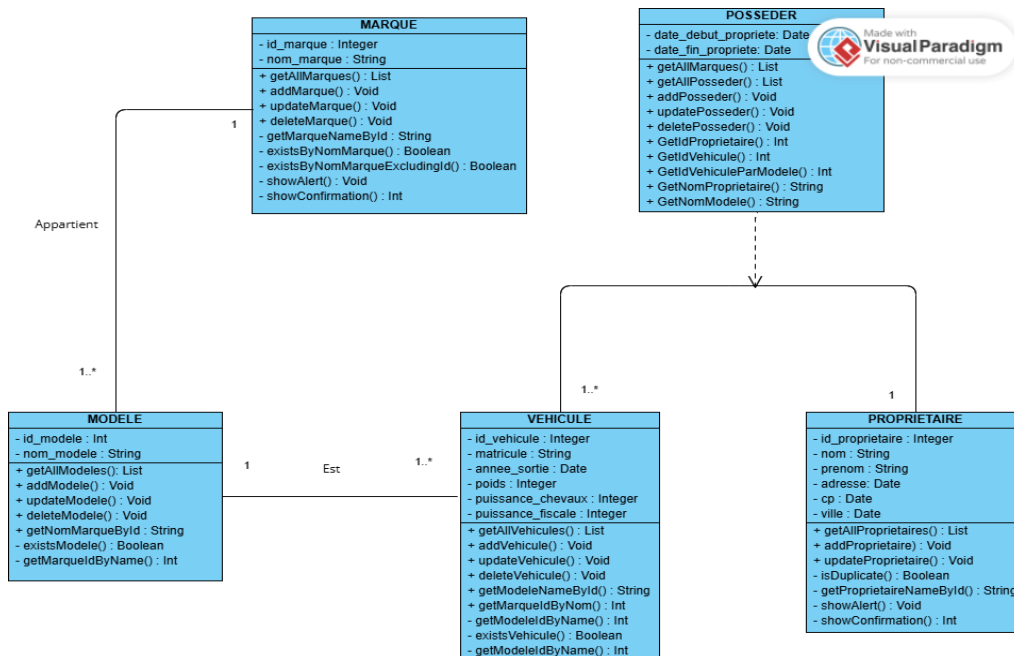 MARQUE
- id_marque : Integer
- nom_marque : String
+ getAllMarques() : List
+ addMarque() : Void
+ updateMarque() : Void
+ deleteMarque() : Void
- getMarqueNameById : String
- existsByNomMarque() : Boolean
- existsByNomMarqueExcludingId() : Boolean
- showAlert() : Void
- showConfirmation() : Int
POSSEDER
- date_debut_propriete: Date
- date_fin_propriete: Date
+ getAllMarques() : List
+ getAllPosseder() : List
+ addPosseder() : Void
+ updatePosseder() : Void
+ deletePosseder() : Void
+ GetIdProprietaire() : Int
+ GetIdVehicule() : Int
+ GetIdVehiculeParModele() : Int
+ GetNomProprietaire() : String
+ GetNomModele() : String
Made with
Visual Paradigm
For non-commercial use
1
Appartient
1..*
MODELE
- id_modele : Int
- nom_modele : String
+ getAllModeles(): List
+ addModele() : Void
+ updateModele() : Void
+ deleteModele() : Void
+ getNomMarqueById : String
- existsModele() : Boolean
- getMarqueIdByName() : Int
1
Est
1..*
1..*
VEHICULE
- id_vehicule : Integer
- matricule : String
- annee_sortie : Date
- poids : Integer
- puissance_chevaux : Integer
- puissance_fiscale : Integer
+ getAllVehicules() : List
+ addVehicule() : Void
+ updateVehicule() : Void
+ deleteVehicule() : Void
+ getModeleNameById() : String
+ getMarqueIdByNom() : Int
- getModeleIdByName() : Int
- existsVehicule() : Boolean
- getModeleIdByName() : Int
1
PROPRIETAIRE
- id_proprietaire : Integer
- nom : String
- prenom : String
- adresse: Date
- cp : Date
- ville : Date
+ getAllProprietaires() : List
+ addProprietaire) : Void
+ updateProprietaire() : Void
- isDuplicate() : Boolean
- getProprietaireNameById() : String
- showAlert() : Void
- showConfirmation() : Int